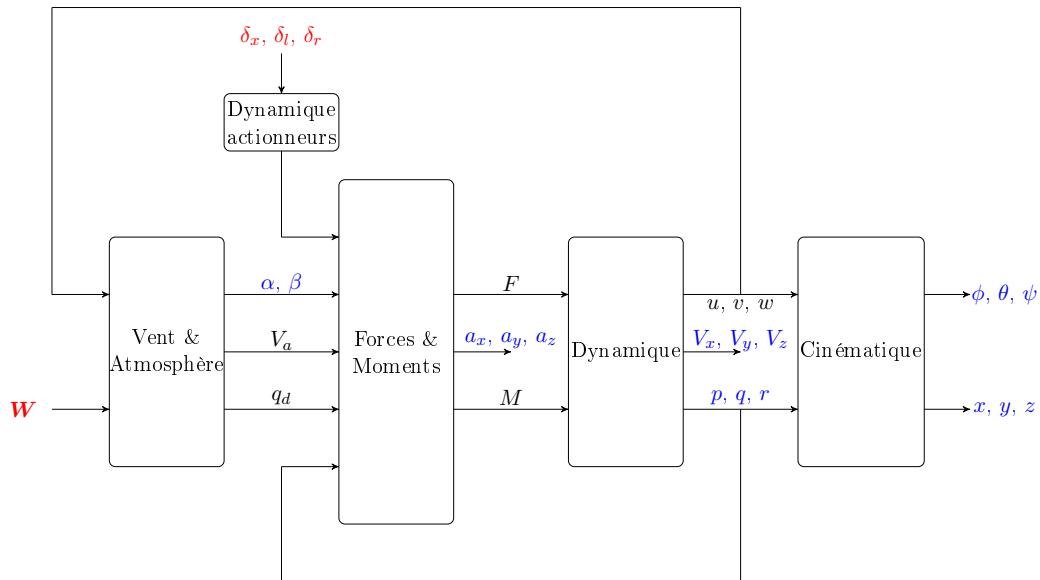 δx, δl, δr
Dynamique
actionneurs
α, β
F
u, v, w
ϕ, θ, ψ
Vent &
Atmosphère
Va
Forces &
Moments
ax, ay, az
Dynamique
Vx, Vy, Vz
Cinématique
W
qd
M
p, q, r
x, y, z